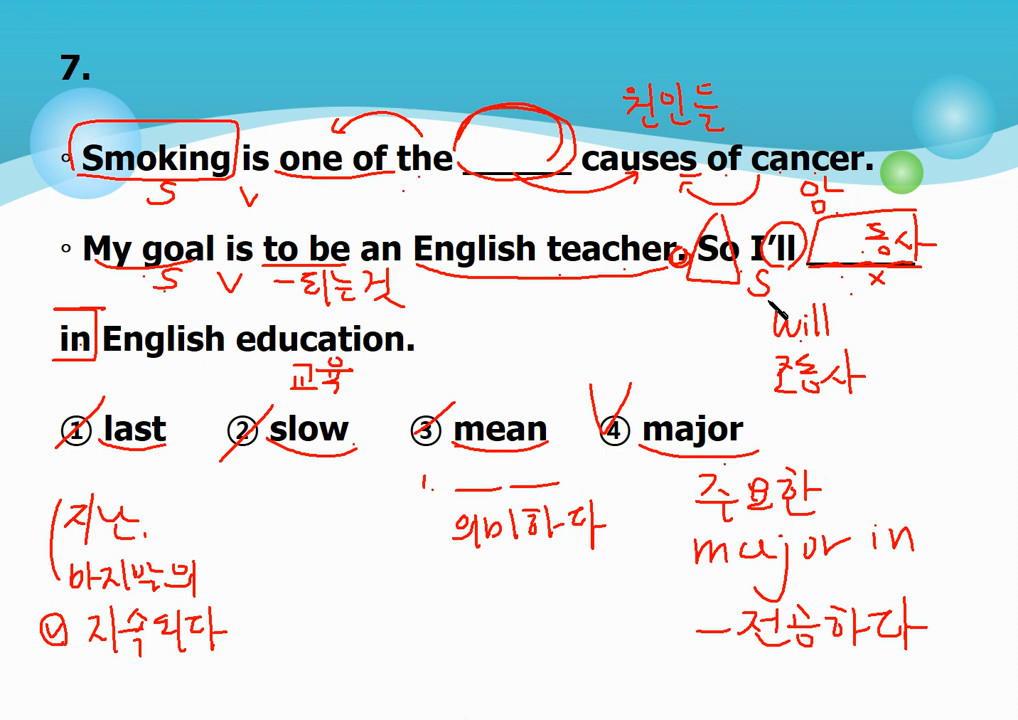 7.
원인들
◦ Smoking is one of the ______ causes of cancer.
S V 암
◦ My goal is to be an English teacher. So I'll ______
동사
S V -되는 것 S x
in English education.
will
교육 조동사
① last ② slow ③ mean ④ major
1. 주요한
지난, 의미하다
major in
마지막의
ⓥ 지속되다 -전공하다